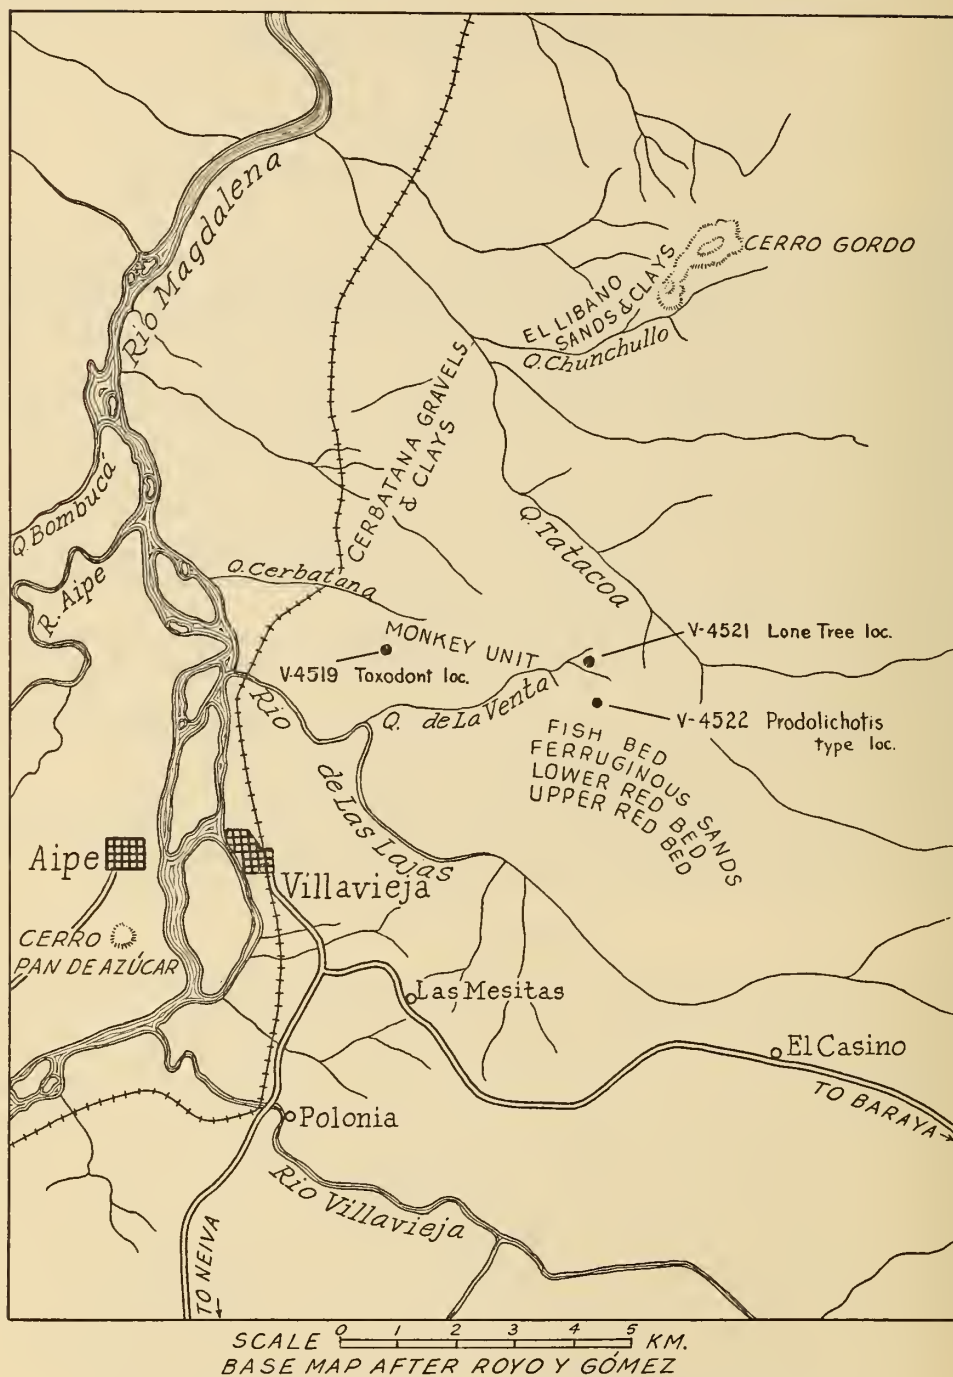 Rio Magdalena
CERRO GORDO
EL LIBANO
SANDS & CLAYS
Q. Chunchullo
CERBATANA GRAVELS
& CLAYS
Q. Bombucá
R. Aipe
Q. Cerbatana
Q. Tatacoa
MONKEY UNIT
V-4521 Lone Tree loc.
V-4519 Toxodont loc.
Rio
de Las Lajas
Q. de La Venta
V-4522 Prodolichotis
type loc.
FISH BED
FERRUGINOUS SANDS
LOWER RED BED
UPPER RED BED
Aipe
Villavieja
CERRO
PAN DE AZÚCAR
Las Mesitas
El Casino
TO BARAYA
Polonia
Rio Villavieja
TO NEIVA
SCALE 0 1 2 3 4 5 KM.
BASE MAP AFTER ROYO Y GÓMEZ